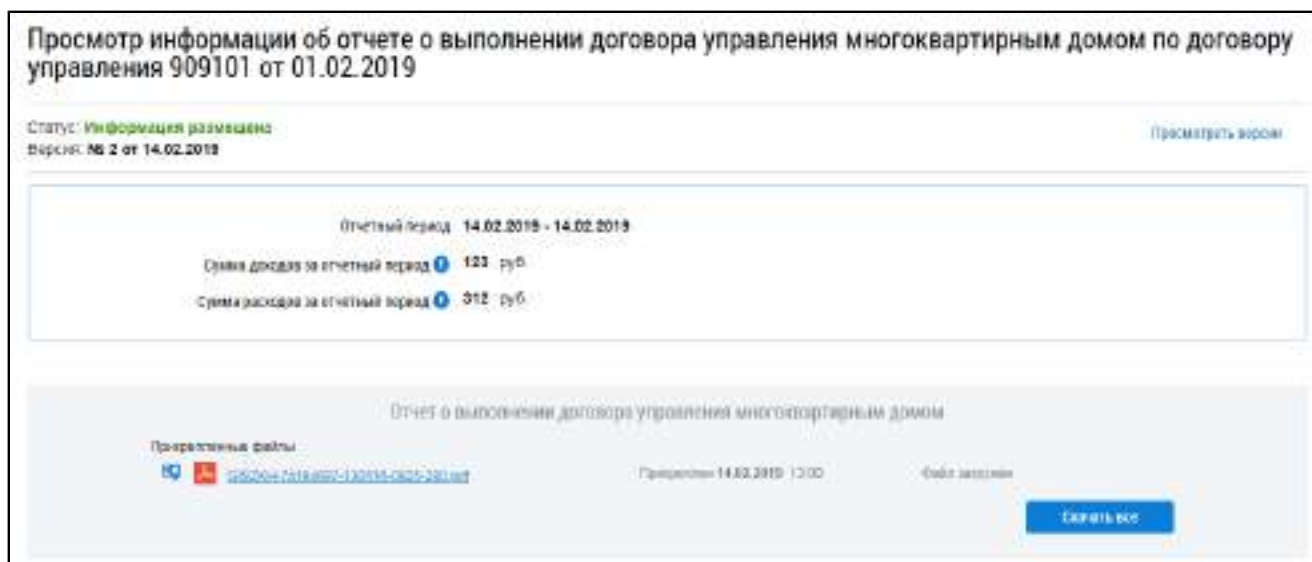 Просмотр информации об отчете о выполнении договора управления многоквартирным домом по договору
управления 909101 от 01.02.2019
Статус: Информация размещена
Просмотреть версии
Версия: № 2 от 14.02.2019
Отчетный период 14.02.2019 - 14.02.2019
Сумма доходов за отчетный период 123 руб.
Сумма расходов за отчетный период 312 руб.
Отчет о выполнении договора управления многоквартирным домом
Прикрепленные файлы
Прикреплен 14.02.2019 Файл загружен
Скачать все